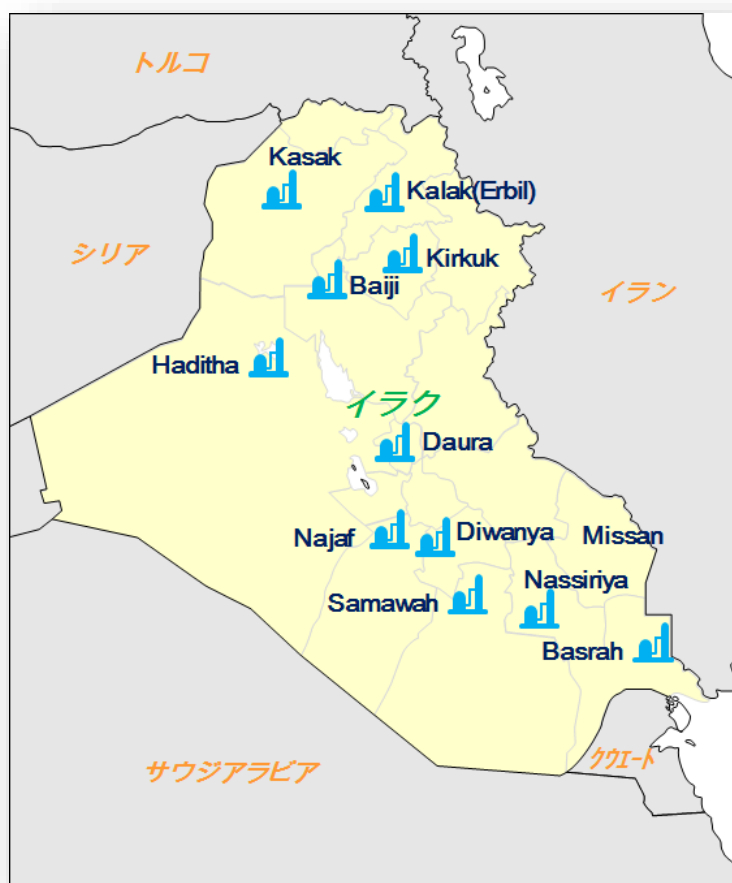 トルコ
Kasak
Kalak(Erbil)
シリア
Kirkuk
Baiji
イラン
Haditha
イラク
Daura
Najaf
Diwanya
Missan
Nassiriya
Samawah
Basrah
サウジアラビア
クウェート